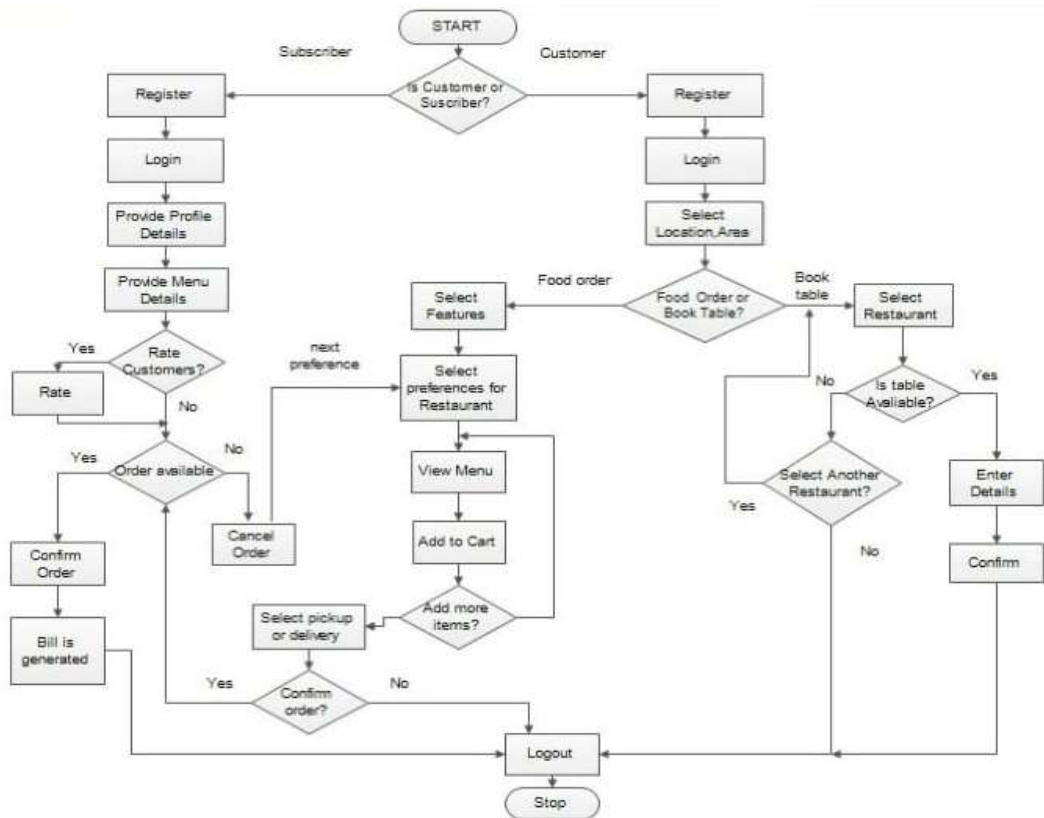 START
Subscriber
Customer
Is Customer or
Suscriber?
Register
Register
Login
Login
Provide Profile
Details
Select
Location,Area
Provide Menu
Details
Food order
Book
table
Select
Features
Food Order or
Book Table?
Select
Restaurant
Yes
Rate
Customers?
next
preference
Rate
No
Select
preferences for
Restaurant
No
Is table
Avaliable?
Yes
Yes
Order available
No
View Menu
Select Another
Restaurant?
Yes
Enter
Details
Cancel
Order
Add to Cart
No
Confirm
Order
Confirm
Select pickup
or delivery
Add more
items?
Bill is
generated
Yes
Confirm
order?
No
Logout
Stop